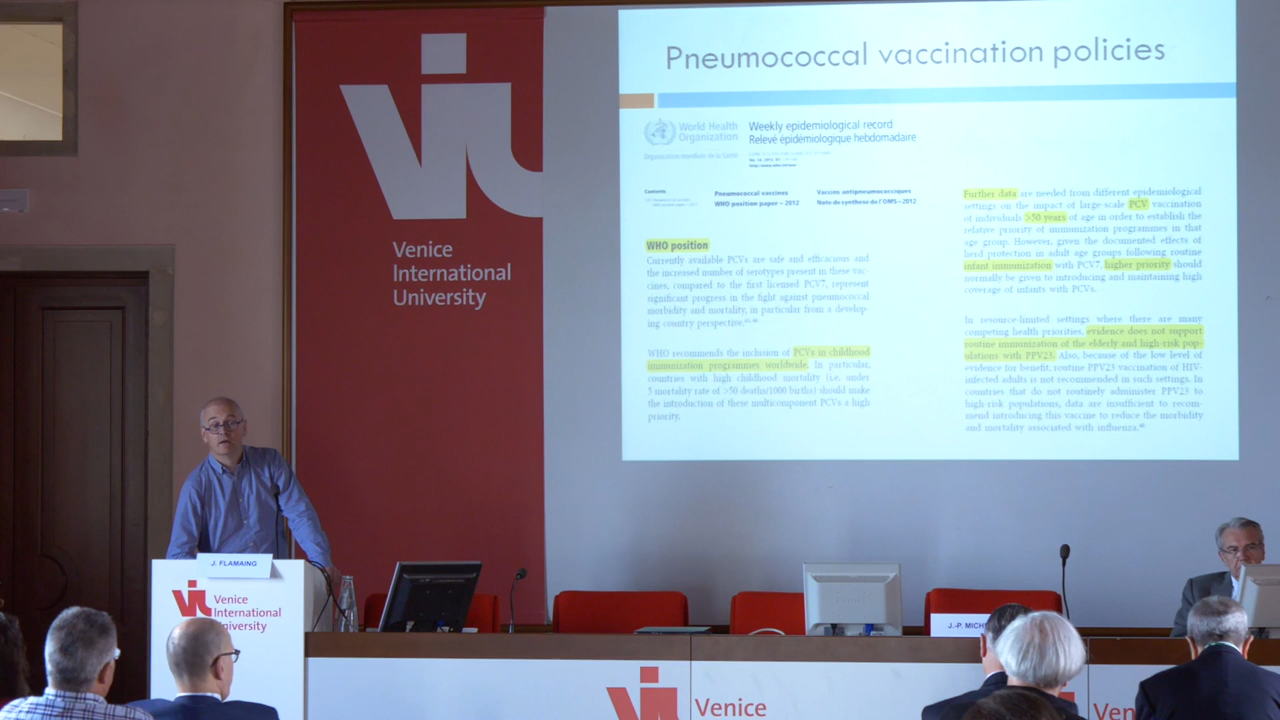 Pneumococcal vaccination policies
World Health
Organization
Organisation mondiale de la Santé
Weekly epidemiological record
Relevé épidémiologique hebdomadaire
Contents
Pneumococcal vaccines
WHO position paper – 2012
Vaccins antipneumococciques
Note de synthèse de l'OMS – 2012
WHO position
Currently available PCVs are safe and efficacious and
the increased number of serotypes present in these vac-
cines, compared to the first licensed PCV7, represent
significant progress in the fight against pneumococcal
morbidity and mortality, in particular from a develop-
ing country perspective.
WHO recommends the inclusion of PCVs in childhood
immunization programmes worldwide. In particular,
countries with high childhood mortality (i.e. under
5 mortality rate of >50 deaths/1000 births) should make
the introduction of these multicomponent PCVs a high
priority.
Further data are needed from different epidemiological
settings on the impact of large-scale PCV vaccination
of individuals >50 years of age in order to establish the
relative priority of immunization programmes in that
age group. However, given the documented effects of
herd protection in adult age groups following routine
infant immunization with PCV7, higher priority should
normally be given to introducing and maintaining high
coverage of infants with PCVs.
In resource-limited settings where there are many
competing health priorities, evidence does not support
routine immunization of the elderly and high-risk pop-
ulations with PPV23. Also, because of the low level of
evidence for benefit, routine PPV23 vaccination of HIV-
infected adults is not recommended in such settings. In
countries that do not routinely administer PPV23 to
high-risk populations, data are insufficient to recom-
mend introducing this vaccine to reduce the morbidity
and mortality associated with influenza.
viu
Venice
International
University
J. FLAMAING
viu
Venice
International
University
J.-P. MICH
Venice
Ven